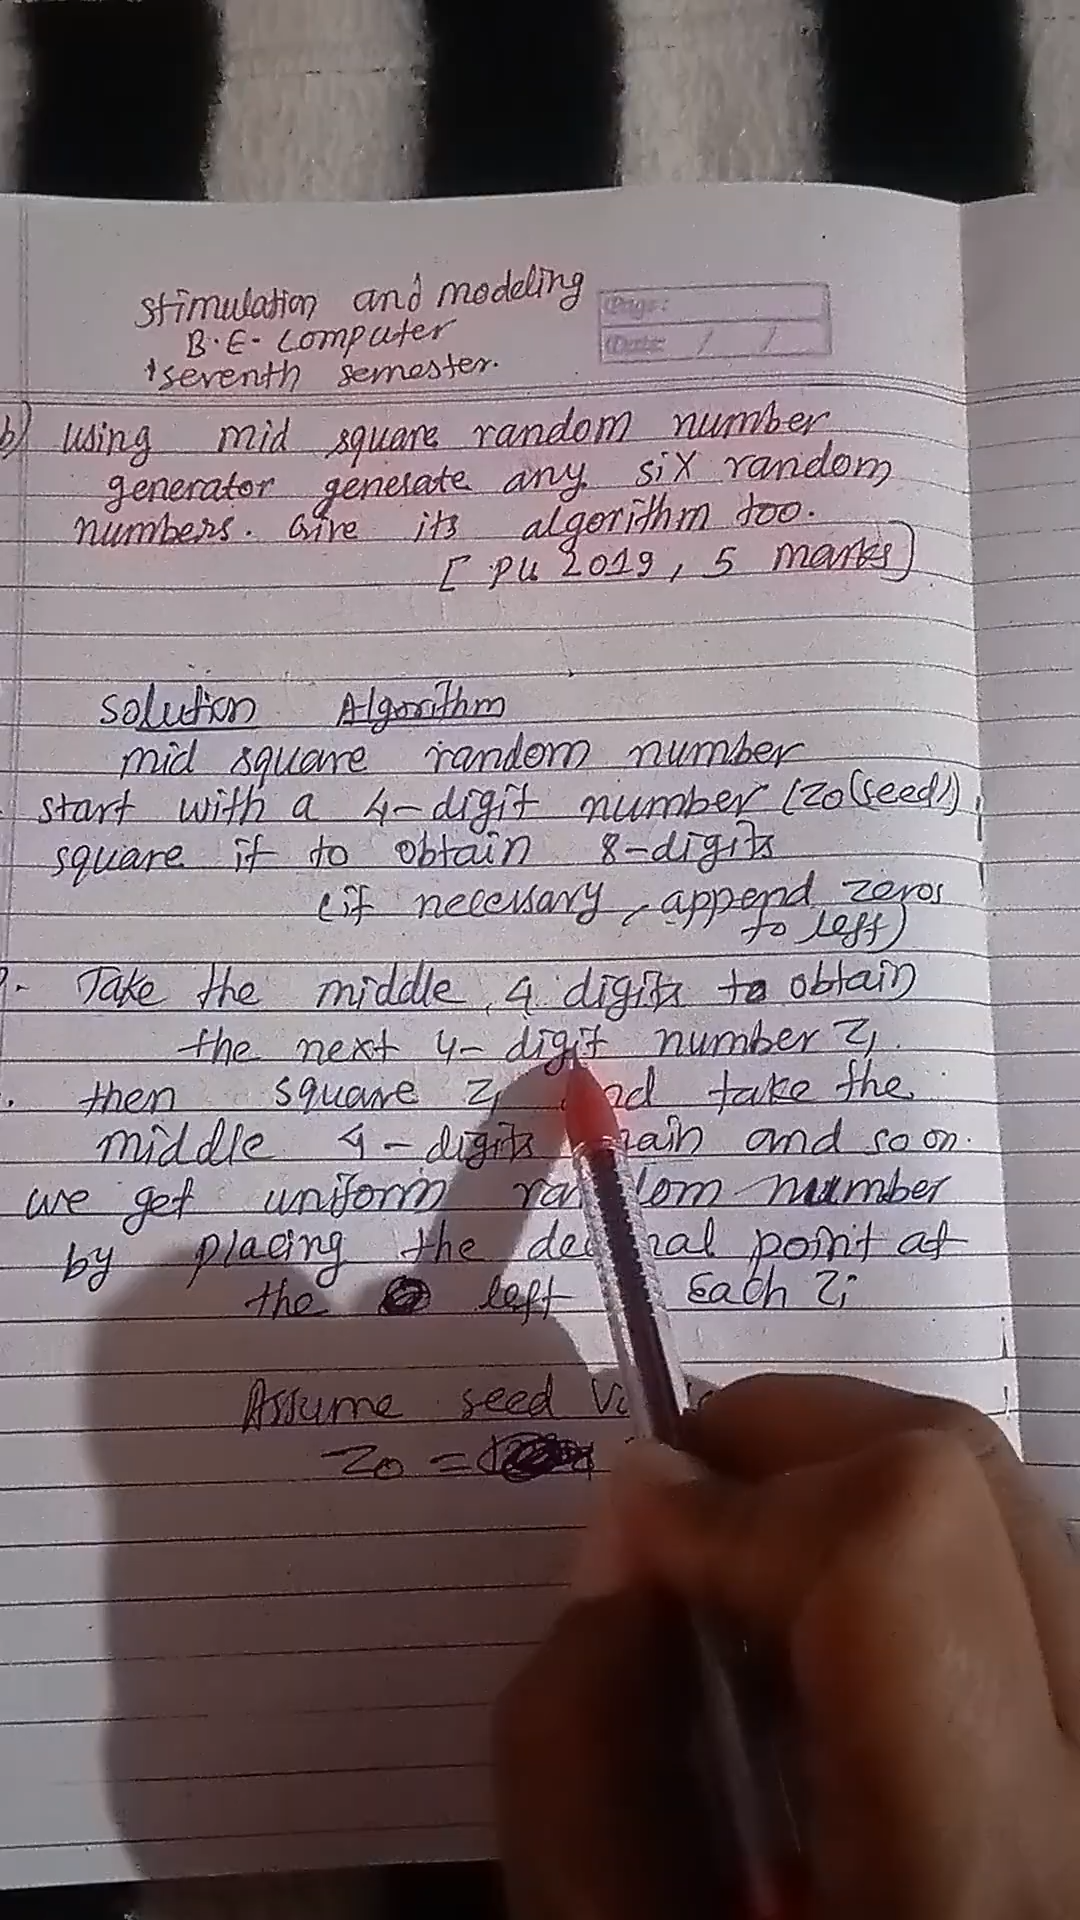 Stimulation and modeling
B.E. Computer
seventh semester.
Page:
Date: / /
b) using mid square random number
generator generate any six random
numbers. Give its algorithm too.
[PU 2019, 5 marks]
Solution Algorithm
mid square random number
start with a 4-digit number (Z0(seed))
square it to obtain 8-digits
(if necessary, append zeros
to left)
Take the middle 4 digits to obtain
the next 4-digit number Z1
then square Z1 take the
middle 4-digits and so on.
we get uniform number
by placing the point at
the left Each Zi
Assume seed
Z0 =